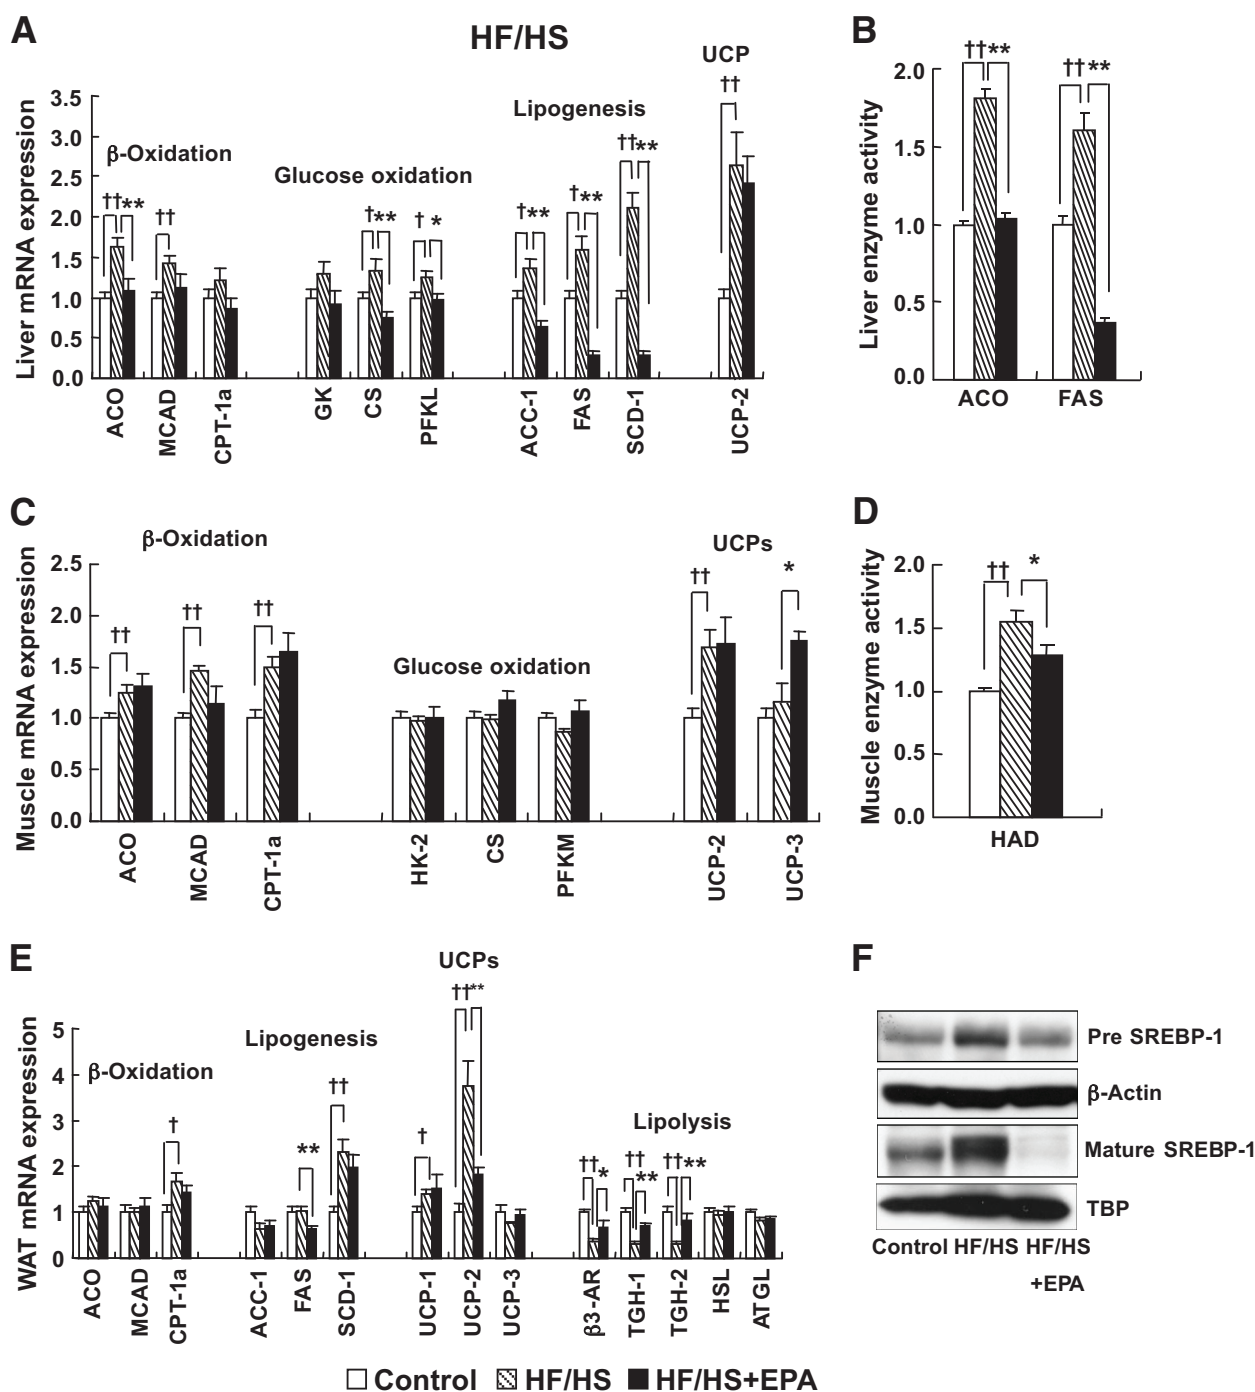 A
HF/HS
Liver mRNA expression
3.5
3.0
2.5
2.0
1.5
1.0
0.5
0.0
β-Oxidation
Glucose oxidation
Lipogenesis
UCP
††**
††
†**
† *
†**
†**
††**
††
ACO
MCAD
CPT-1a
GK
CS
PFKL
ACC-1
FAS
SCD-1
UCP-2
B
Liver enzyme activity
2.0
1.5
1.0
0.5
0.0
††**
††**
ACO
FAS
C
Muscle mRNA expression
2.5
2.0
1.5
1.0
0.5
0.0
β-Oxidation
Glucose oxidation
UCPs
††
††
††
††
*
ACO
MCAD
CPT-1a
HK-2
CS
PFKM
UCP-2
UCP-3
D
Muscle enzyme activity
2.0
1.5
1.0
0.5
0.0
††
*
HAD
E
WAT mRNA expression
5
4
3
2
1
0
β-Oxidation
Lipogenesis
UCPs
Lipolysis
†
**
††
†
††**
††*
††**
††**
ACO
MCAD
CPT-1a
ACC-1
FAS
SCD-1
UCP-1
UCP-2
UCP-3
β3-AR
TGH-1
TGH-2
HSL
ATGL
F
Pre SREBP-1
β-Actin
Mature SREBP-1
TBP
Control HF/HS HF/HS
+EPA
Control HF/HS HF/HS+EPA